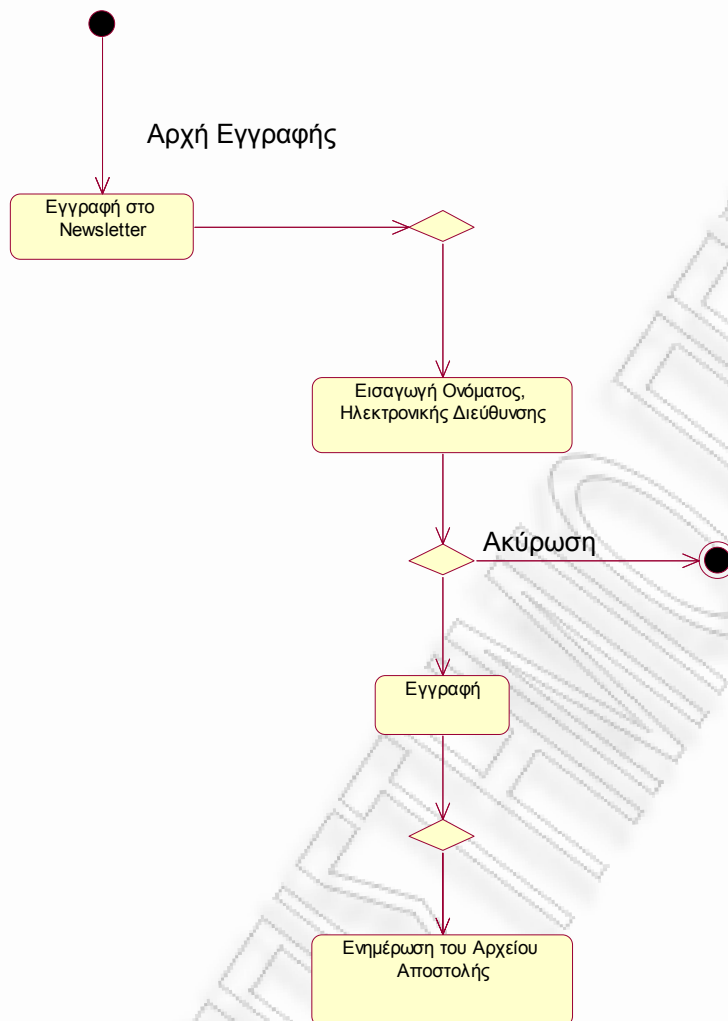 Αρχή Εγγραφής
Εγγραφή στο
Newsletter
Εισαγωγή Ονόματος,
Ηλεκτρονικής Διεύθυνσης
Ακύρωση
Εγγραφή
Ενημέρωση του Αρχείου
Αποστολής